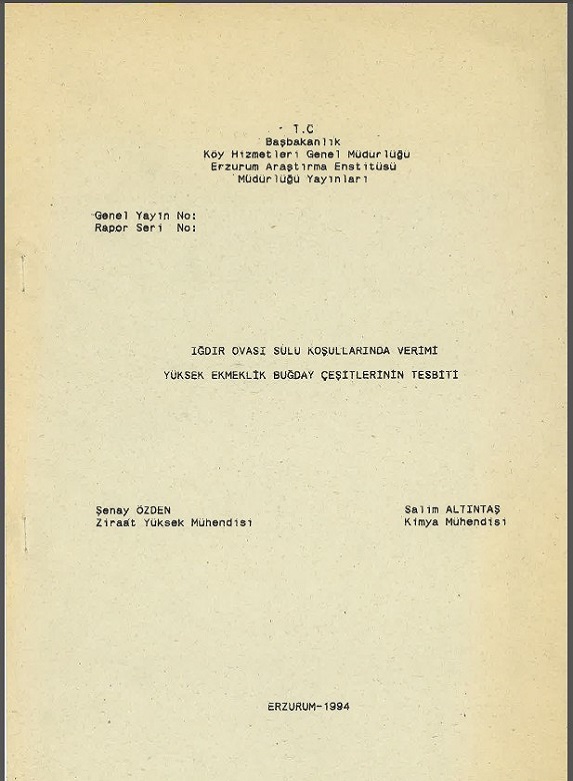 T.C
Başbakanlık
Köy Hizmetleri Genel Müdürlüğü
Erzurum Araştırma Enstitüsü
Müdürlüğü Yayınları
Genel Yayın No:
Rapor Seri No:
IĞDIR OVASI SULU KOŞULLARINDA VERİMİ
YÜKSEK EKMEKLİK BUĞDAY ÇEŞİTLERİNİN TESBİTİ
Şenay ÖZDEN
Salim ALTINTAŞ
Ziraat Yüksek Mühendisi
Kimya Mühendisi
ERZURUM-1994